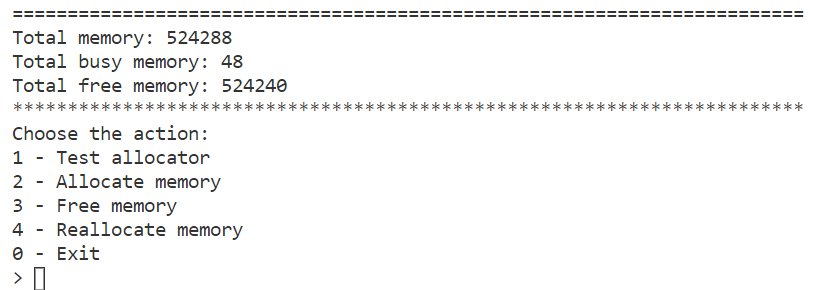 ========================================================================
Total memory: 524288
Total busy memory: 48
Total free memory: 524240
************************************************************************
Choose the action:
1 - Test allocator
2 - Allocate memory
3 - Free memory
4 - Reallocate memory
0 - Exit
>